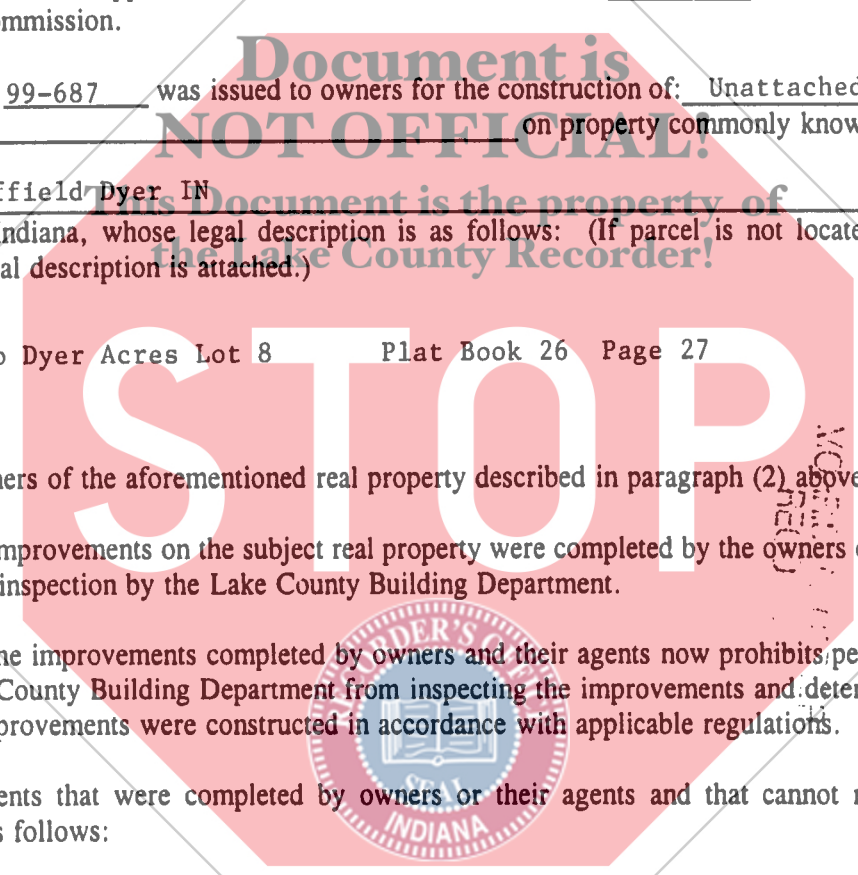 ommission.
Document is
99-687 was issued to owners for the construction of: Unattached
NOT OFFICIAL!
on property commonly know
ffield Dyer IN
This Document is the property of
ndiana, whose legal description is as follows: (If parcel is not locate
the Lake County Recorder!
al description is attached.)
Dyer Acres Lot 8 Plat Book 26 Page 27
STOP
ners of the aforementioned real property described in paragraph (2) above
mprovements on the subject real property were completed by the owners
inspection by the Lake County Building Department.
ne improvements completed by owners and their agents now prohibits pe
County Building Department from inspecting the improvements and deter
provements were constructed in accordance with applicable regulations.
RECORDER'S OFFICE
SEAL
INDIANA
ents that were completed by owners or their agents and that cannot
s follows: